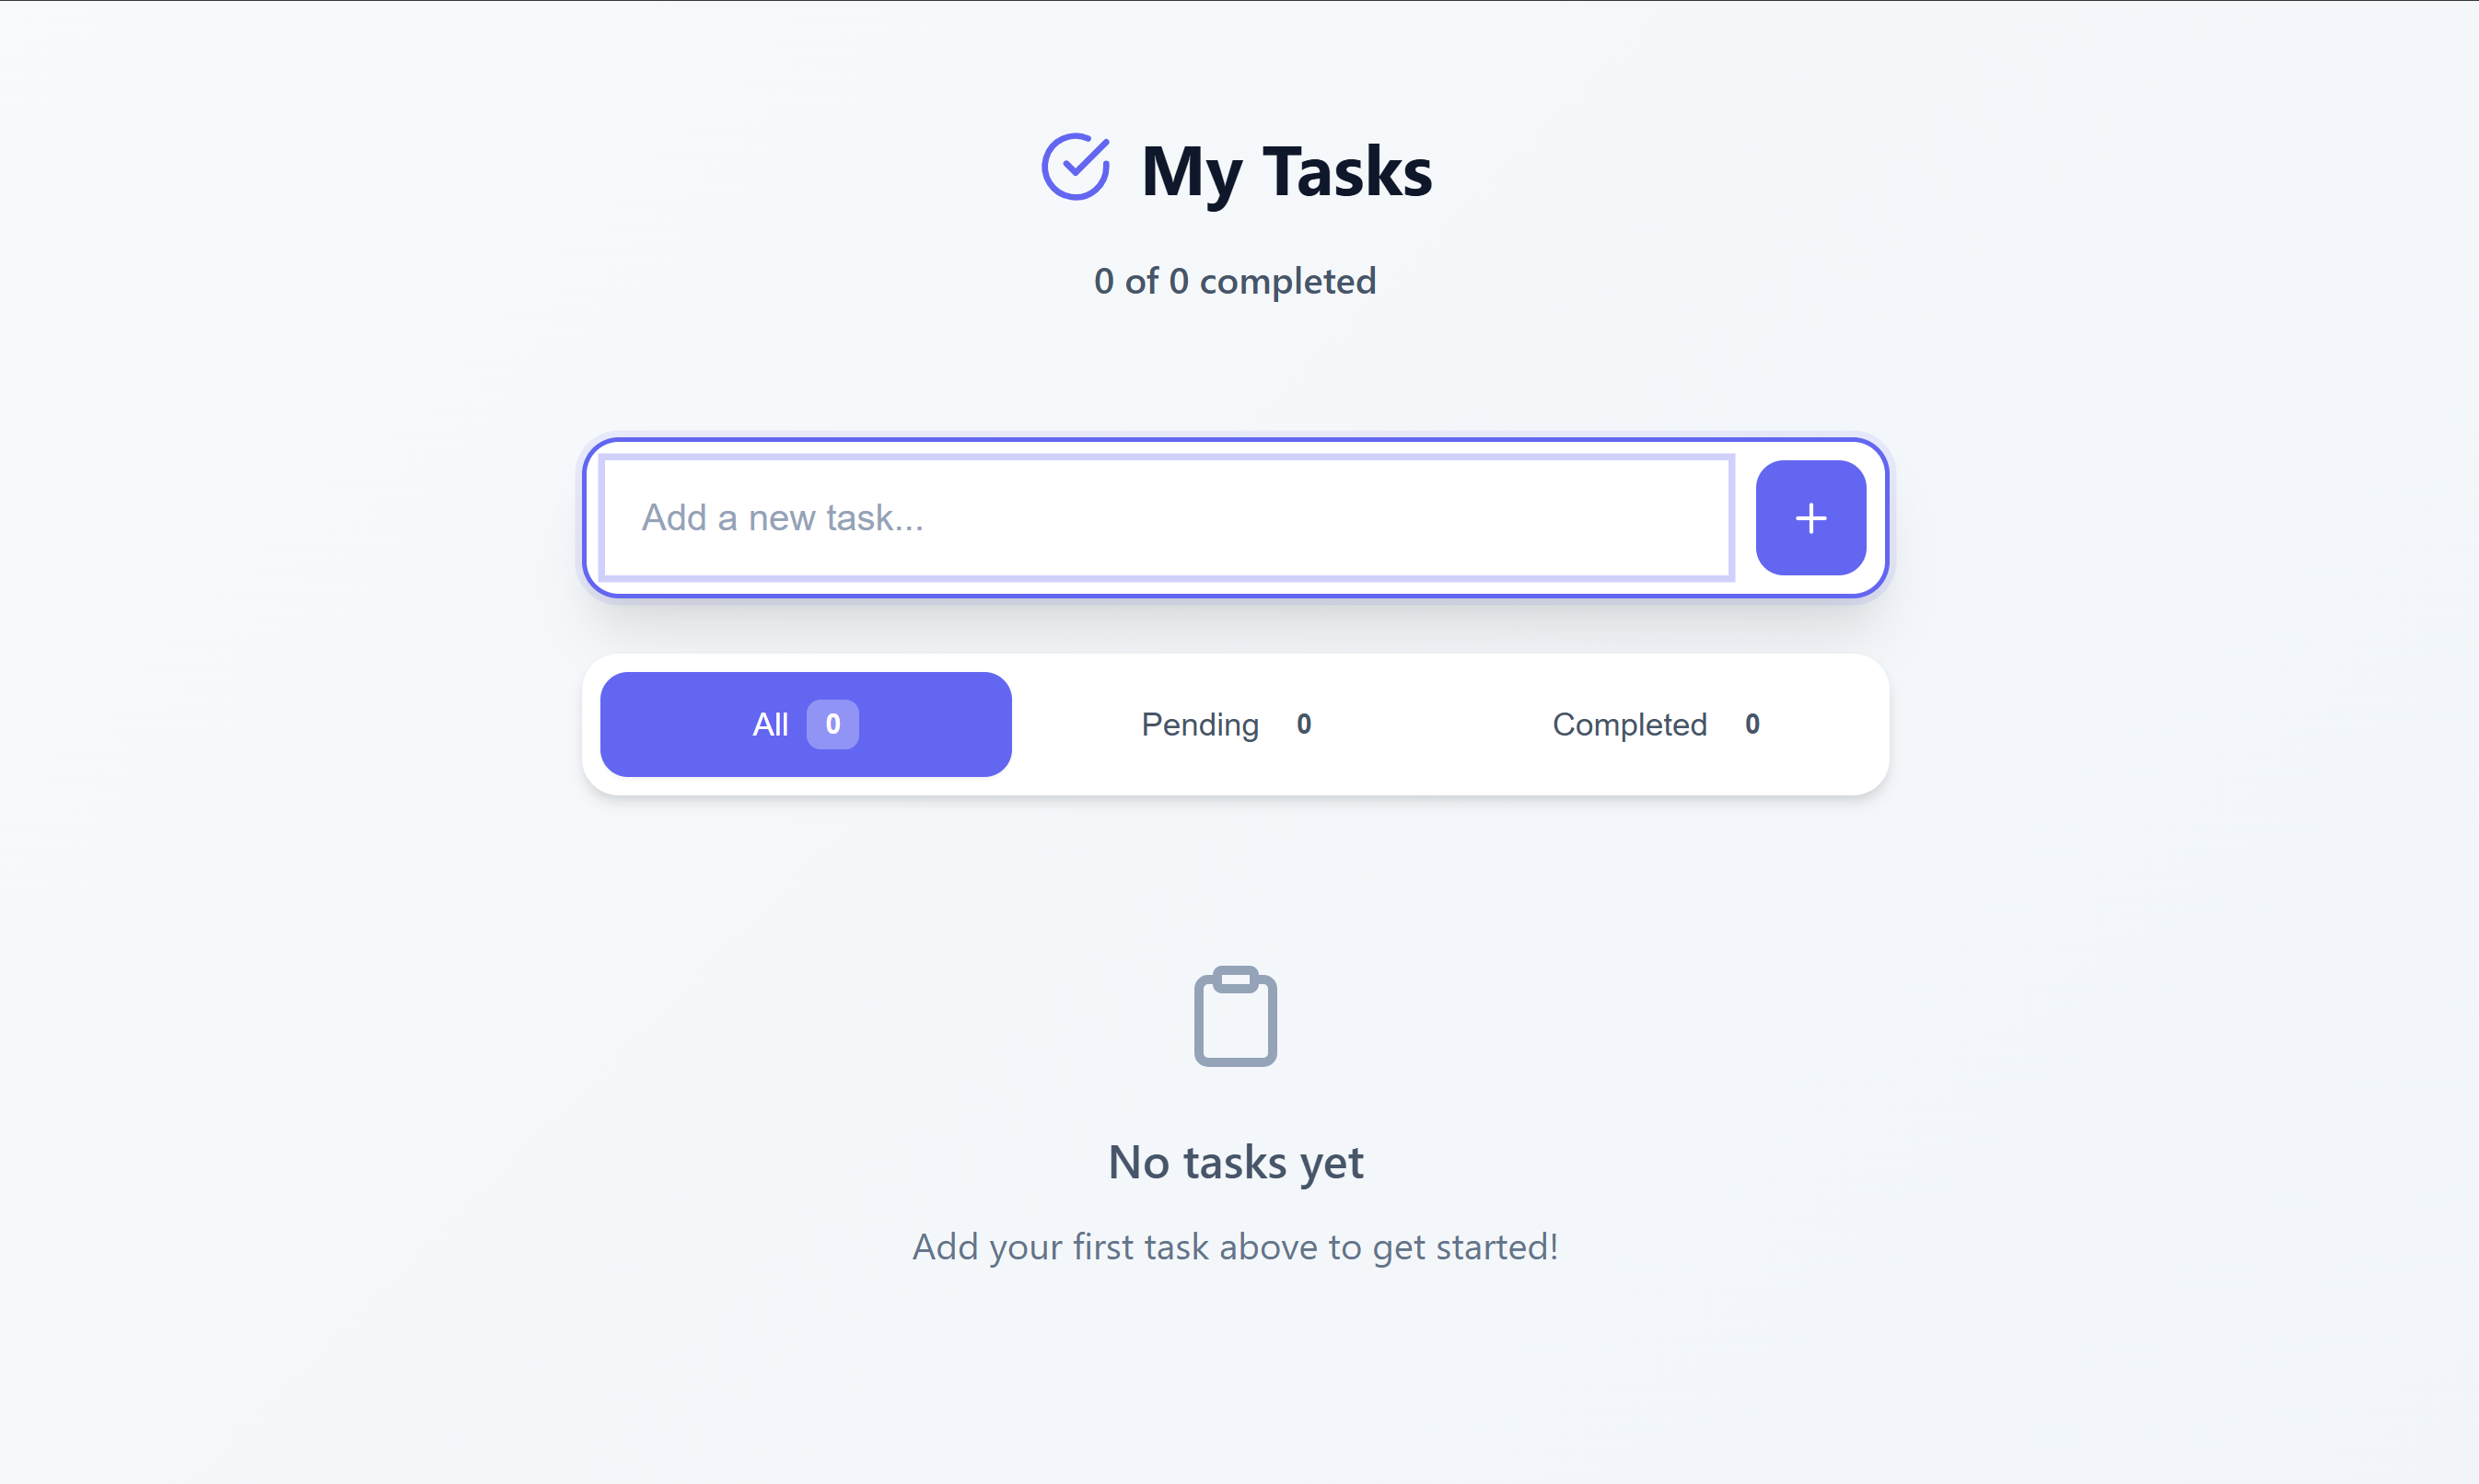 My Tasks
0 of 0 completed
Add a new task...
All 0 Pending 0 Completed 0
No tasks yet
Add your first task above to get started!